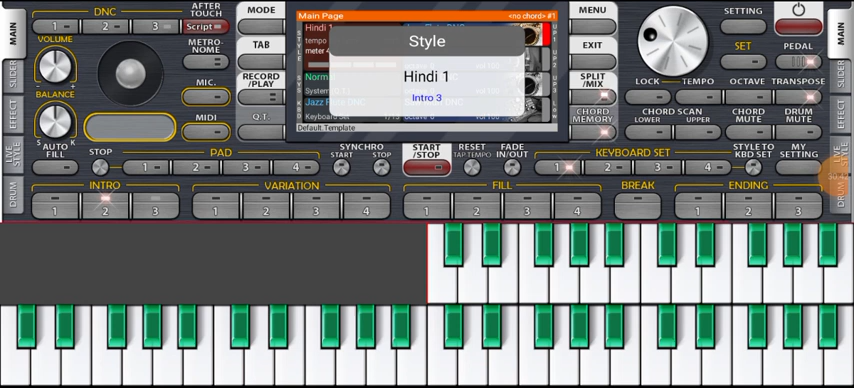 DNC
AFTER TOUCH
MODE
Main Page
<no chord> #1
MENU
SETTING
1 2 3 Script
Hindi 1
VOLUME
METRO-NOME
TAB
tempo
Style
EXIT
SET
PEDAL
meter 4
Hindi 1
RECORD /PLAY
SPLIT /MIX
LOCK TEMPO
OCTAVE
TRANSPOSE
BALANCE
MIC.
Norm
Intro 3
CHORD MEMORY
CHORD SCAN
LOWER UPPER
CHORD MUTE
DRUM MUTE
MIDI
Q.T.
Jazz
DNC
Keyboard Set
Default Template
S K
AUTO FILL
STOP
PAD
1 2 3 4
SYNCHRO
START STOP
START /STOP
RESET
TAP TEMPO
FADE IN/OUT
KEYBOARD SET
1 2 3 4
STYLE TO KBD SET
MY SETTING
INTRO
VARIATION
FILL
BREAK
ENDING
1 2 3
1 2 3 4
1 2 3 4
1 2 3
MAIN
SLIDER
EFFECT
LIVE STYLE
DRUM
MAIN
SLIDER
EFFECT
LIVE STYLE
DRUM